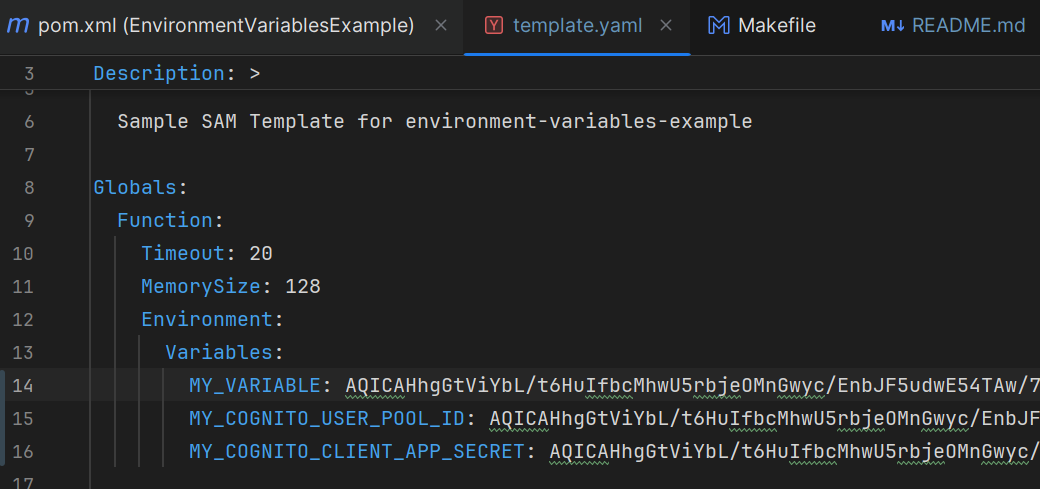 m pom.xml (EnvironmentVariablesExample) × Y template.yaml × M Makefile M↓ README.md
3 Description: >
6 Sample SAM Template for environment-variables-example
7
8 Globals:
9 Function:
10 Timeout: 20
11 MemorySize: 128
12 Environment:
13 Variables:
14 MY_VARIABLE: AQICAHhgGtViYbL/t6HuIfbcMhwU5rbjeOMnGwyc/EnbJF5udwE54TAw/7
15 MY_COGNITO_USER_POOL_ID: AQICAHhgGtViYbL/t6HuIfbcMhwU5rbjeOMnGwyc/EnbJF
16 MY_COGNITO_CLIENT_APP_SECRET: AQICAHhgGtViYbL/t6HuIfbcMhwU5rbjeOMnGwyc/
17